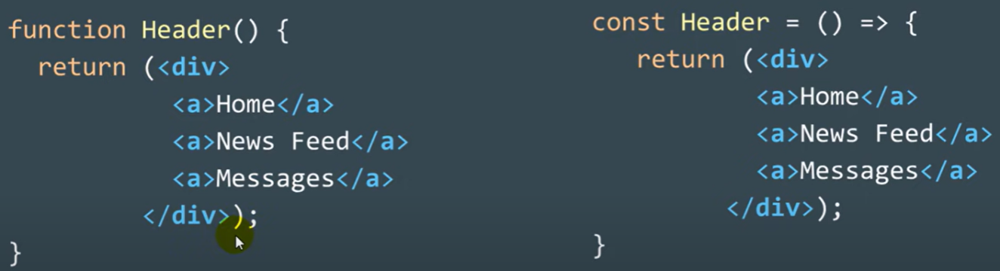 function Header() {
  return (<div>
           <a>Home</a>
           <a>News Feed</a>
           <a>Messages</a>
         </div>);
}
const Header = () => {
   return (<div>
           <a>Home</a>
           <a>News Feed</a>
           <a>Messages</a>
         </div>);
}